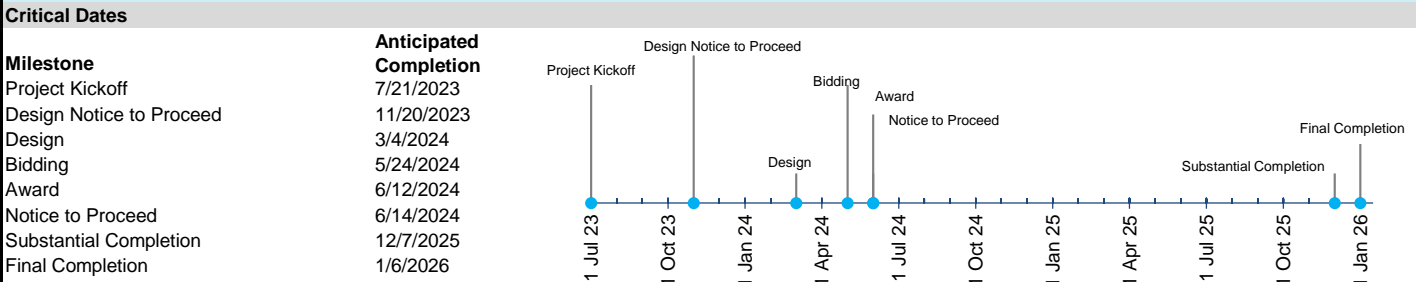 Critical Dates
Milestone Anticipated Completion
Project Kickoff 7/21/2023
Design Notice to Proceed 11/20/2023
Design 3/4/2024
Bidding 5/24/2024
Award 6/12/2024
Notice to Proceed 6/14/2024
Substantial Completion 12/7/2025
Final Completion 1/6/2026
Project Kickoff
Design Notice to Proceed
Design
Bidding
Award
Notice to Proceed
Substantial Completion
Final Completion
1 Jul 23
Oct 23
Jan 24
Apr 24
Jul 24
Oct 24
Jan 25
Apr 25
Jul 25
Oct 25
Jan 26